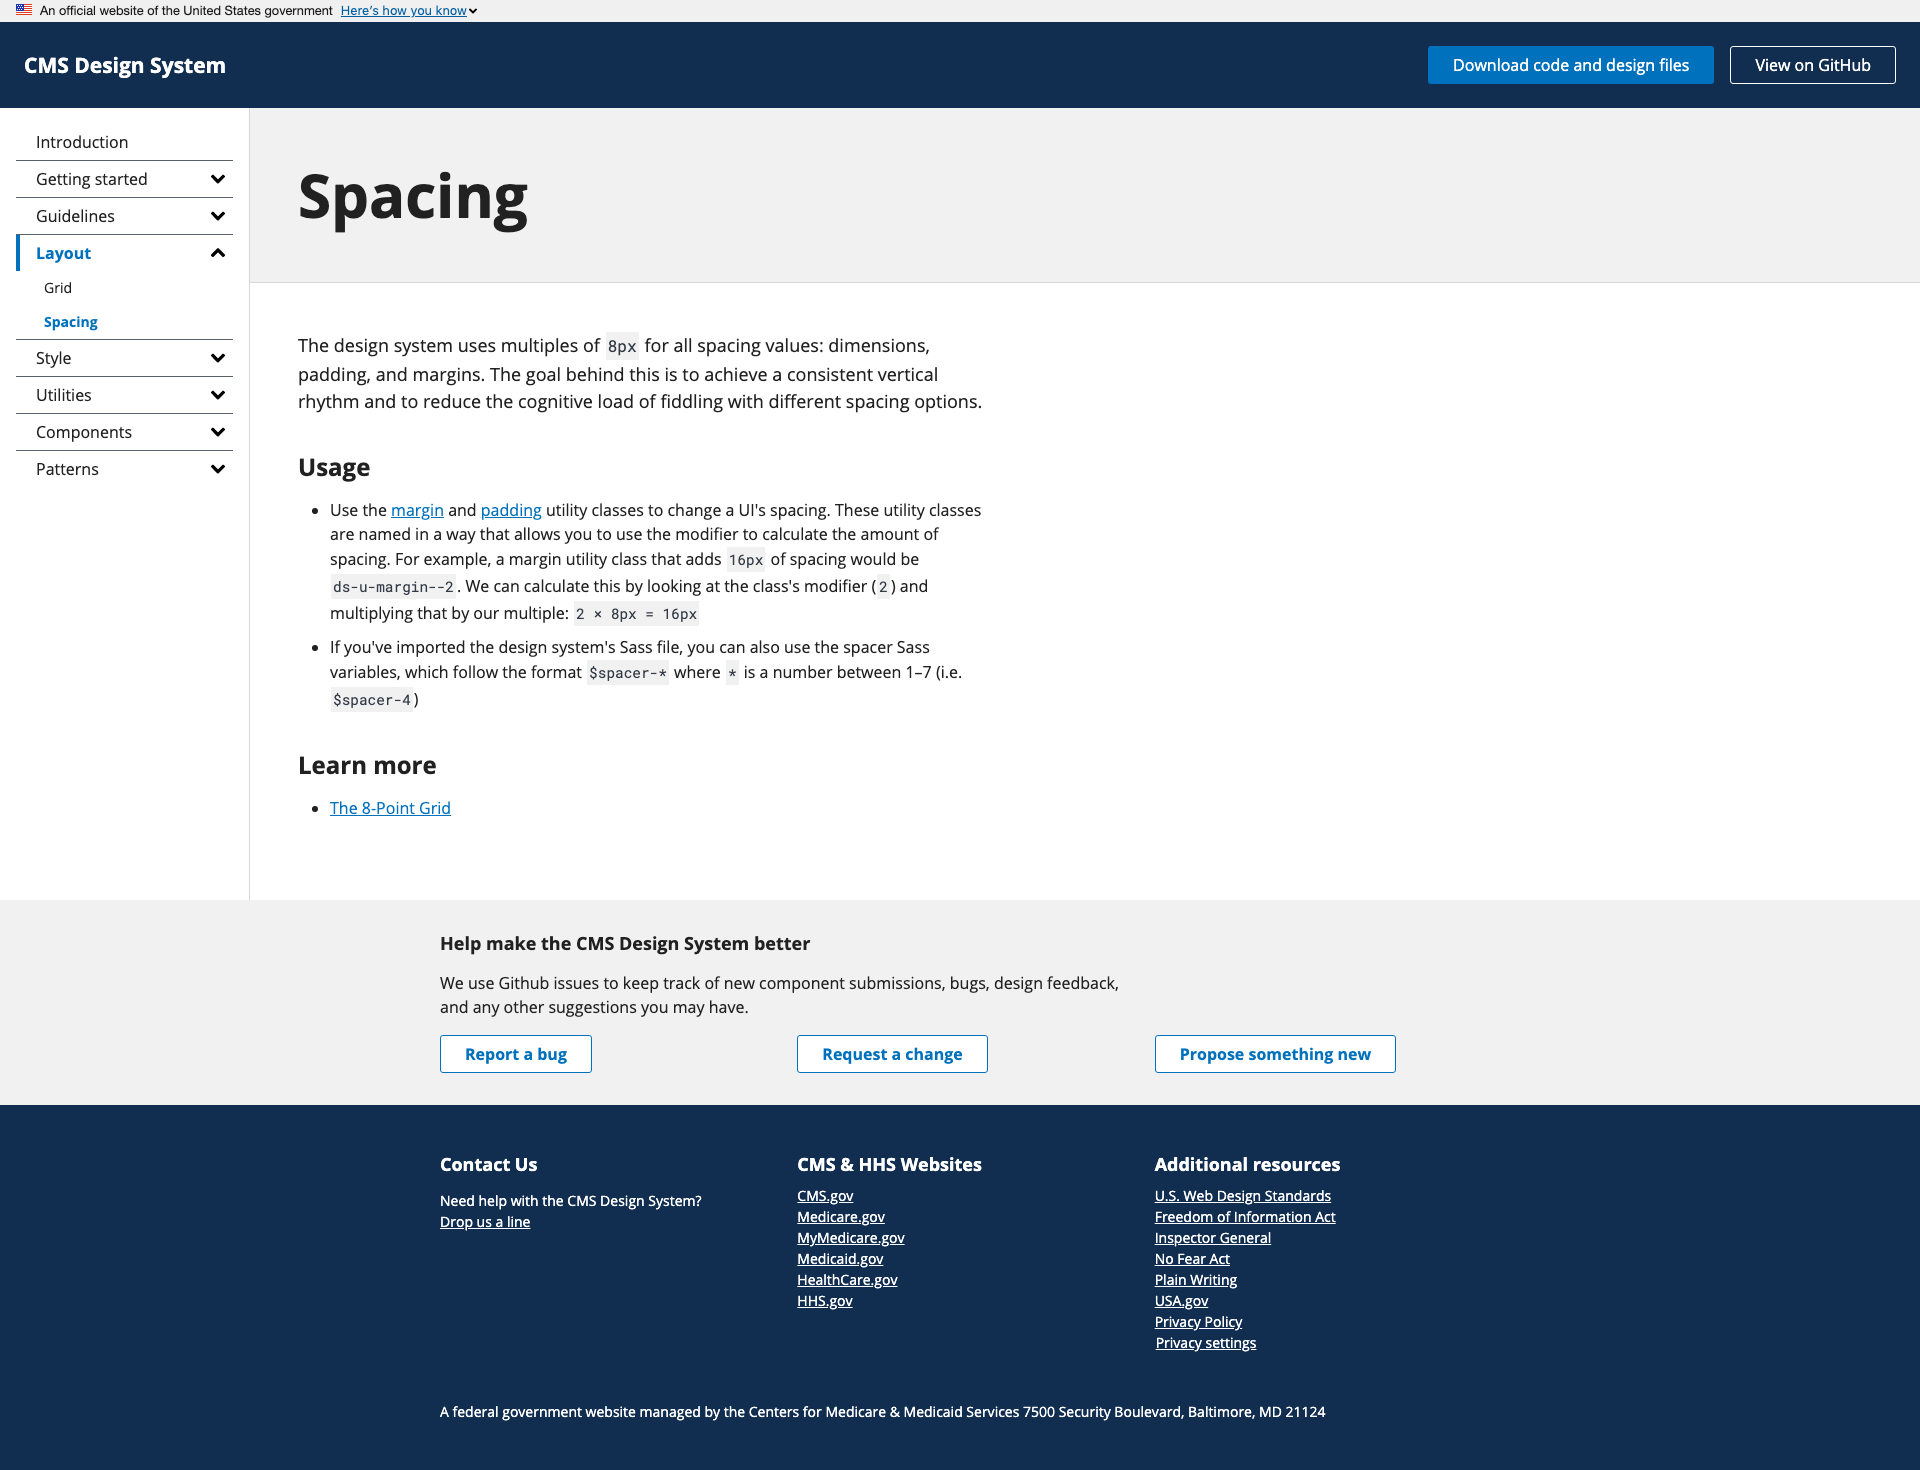 An official website of the United States government Here's how you know
CMS Design System
Download code and design files
View on GitHub
Introduction
Getting started
Guidelines
Layout
Grid
Spacing
Style
Utilities
Components
Patterns
Spacing
The design system uses multiples of 8px for all spacing values: dimensions,
padding, and margins. The goal behind this is to achieve a consistent vertical
rhythm and to reduce the cognitive load of fiddling with different spacing options.
Usage
• Use the margin and padding utility classes to change a UI's spacing. These utility classes
are named in a way that allows you to use the modifier to calculate the amount of
spacing. For example, a margin utility class that adds 16px of spacing would be
ds-u-margin--2. We can calculate this by looking at the class's modifier (2) and
multiplying that by our multiple: 2 × 8px = 16px
• If you've imported the design system's Sass file, you can also use the spacer Sass
variables, which follow the format $spacer-* where * is a number between 1–7 (i.e.
$spacer-4)
Learn more
• The 8-Point Grid
Help make the CMS Design System better
We use Github issues to keep track of new component submissions, bugs, design feedback,
and any other suggestions you may have.
Report a bug
Request a change
Propose something new
Contact Us
Need help with the CMS Design System?
Drop us a line
CMS & HHS Websites
CMS.gov
Medicare.gov
MyMedicare.gov
Medicaid.gov
HealthCare.gov
HHS.gov
Additional resources
U.S. Web Design Standards
Freedom of Information Act
Inspector General
No Fear Act
Plain Writing
USA.gov
Privacy Policy
Privacy settings
A federal government website managed by the Centers for Medicare & Medicaid Services 7500 Security Boulevard, Baltimore, MD 21124